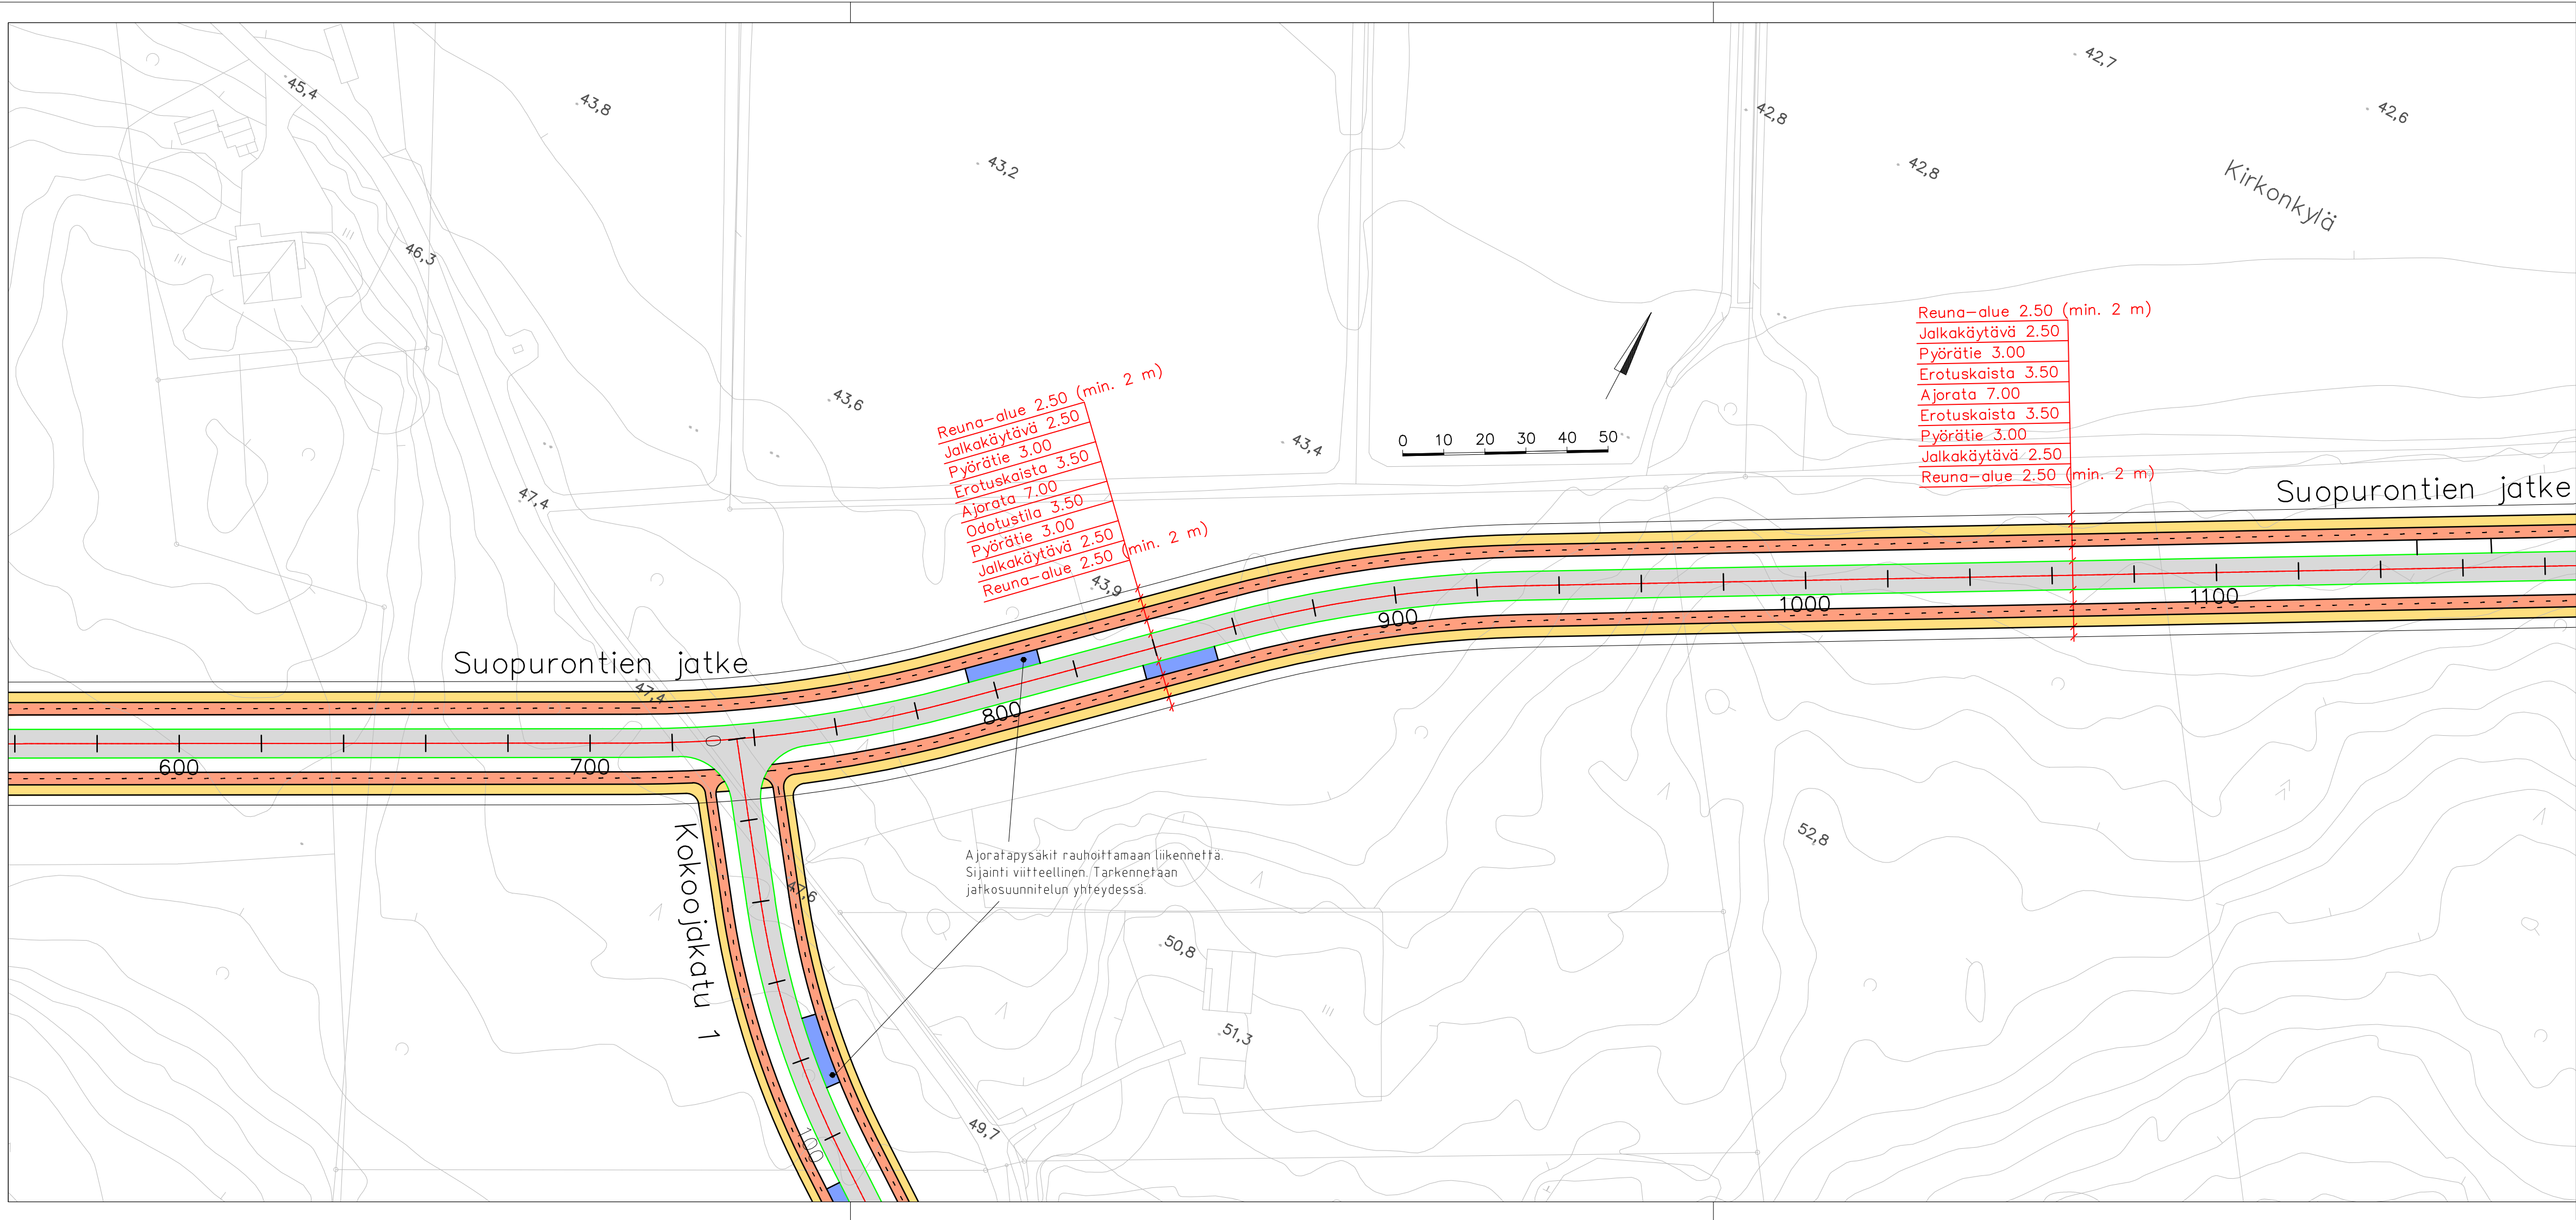 45,4
43,8
43,2
42,7
42,8
42,6
42,8
Kirkonkylä
46,3
Reuna-alue 2.50 (min. 2 m)
Jalkakäytävä 2.50
Pyörätie 3.00
Erotuskaista 3.50
Ajorata 7.00
Erotuskaista 3.50
Pyörätie 3.00
Jalkakäytävä 2.50
Reuna-alue 2.50 (min. 2 m)
43,6
Reuna-alue 2.50 (min. 2 m)
Jalkakäytävä 2.50
Pyörätie 3.00
Erotuskaista 3.50
Ajorata 7.00
Odotustila 3.50
Pyörätie 3.00
Jalkakäytävä 2.50
Reuna-alue 2.50 (min. 2 m)
43,4
0 10 20 30 40 50
47,4
Suopurontien jatke
43,9
1100
1000
900
Suopurontien jatke
47,4
800
0
600
700
Kokoojakatu 1
47,6
Ajoratapysäkit rauhoittamaan liikennettä.
Sijainti viitteellinen. Tarkennetaan
jatkosuunnitelun yhteydessä.
52,8
50,8
51,3
49,7
100